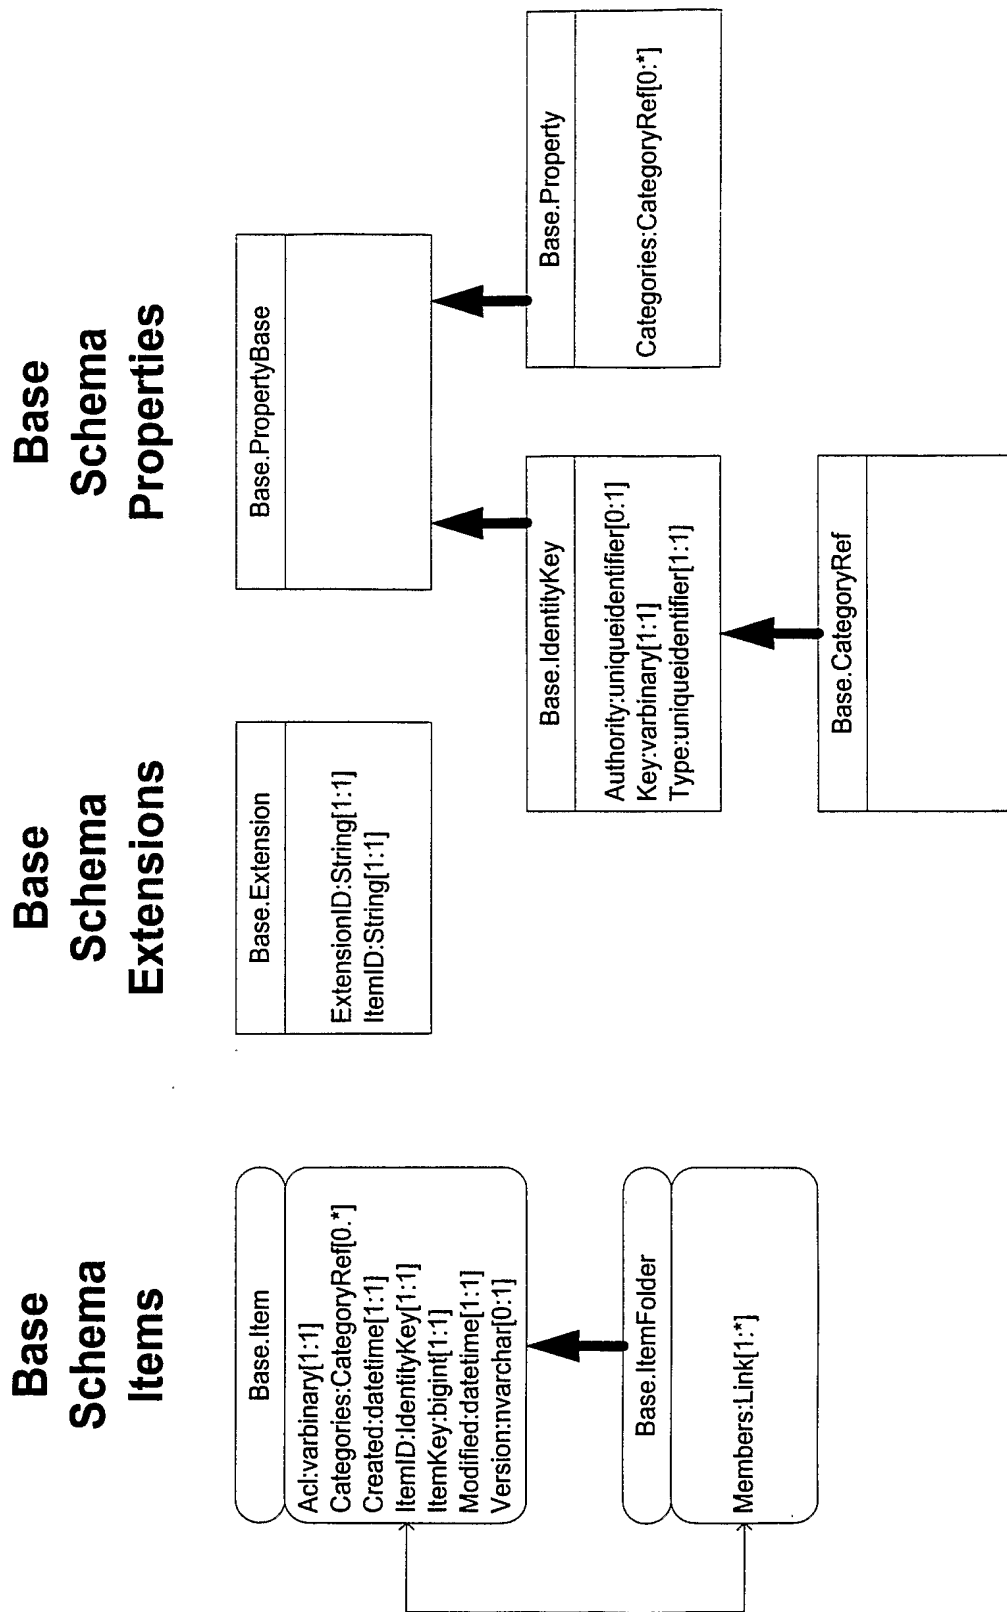 Base
Schema
Items
Base.Item
Acl:varbinary[1:1]
Categories:CategoryRef[0.*]
Created:datetime[1:1]
ItemID:IdentityKey[1:1]
ItemKey:bigint[1:1]
Modified:datetime[1:1]
Version:nvarchar[0:1]
Base.ItemFolder
Members:Link[1:*]
Base
Schema
Extensions
Base.Extension
ExtensionID:String[1:1]
ItemID:String[1:1]
Base
Schema
Properties
Base.PropertyBase
Base.IdentityKey
Authority:uniqueidentifier[0:1]
Key:varbinary[1:1]
Type:uniqueidentifier[1:1]
Base.CategoryRef
Base.Property
Categories:CategoryRef[0:*]